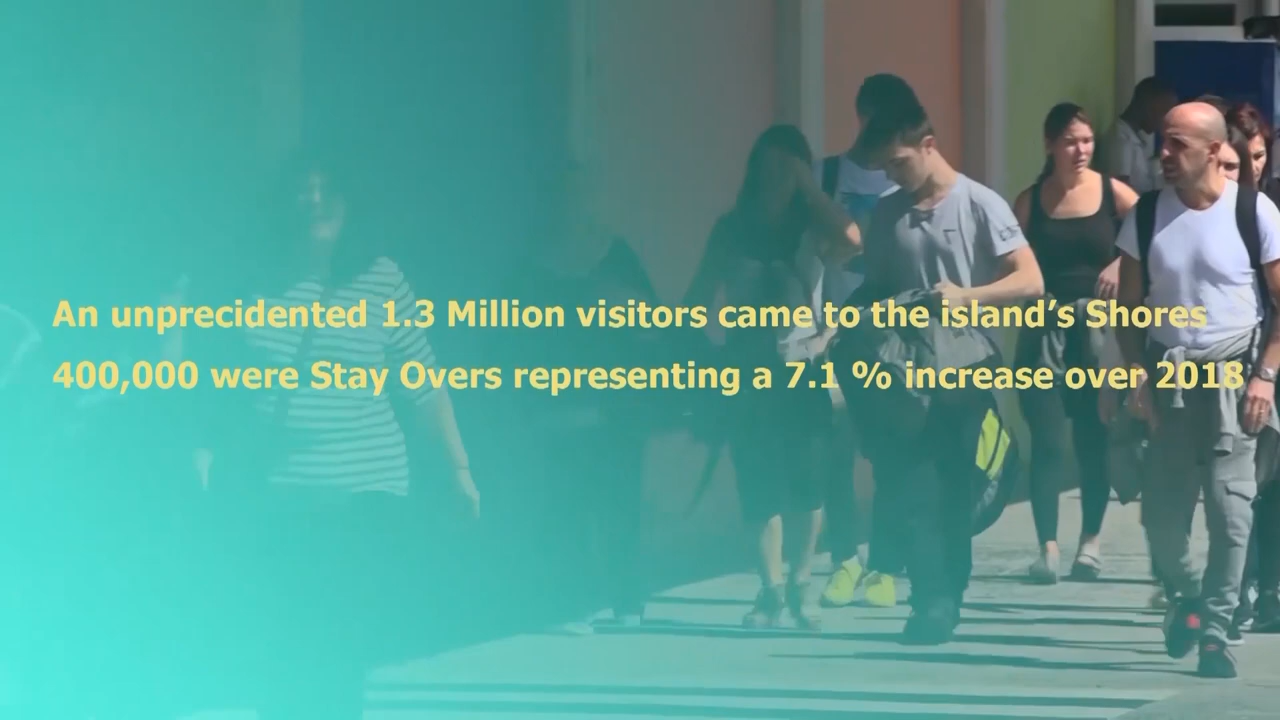 An unprecidented 1.3 Million visitors came to the island’s Shores
400,000 were Stay Overs representing a 7.1 % increase over 2018